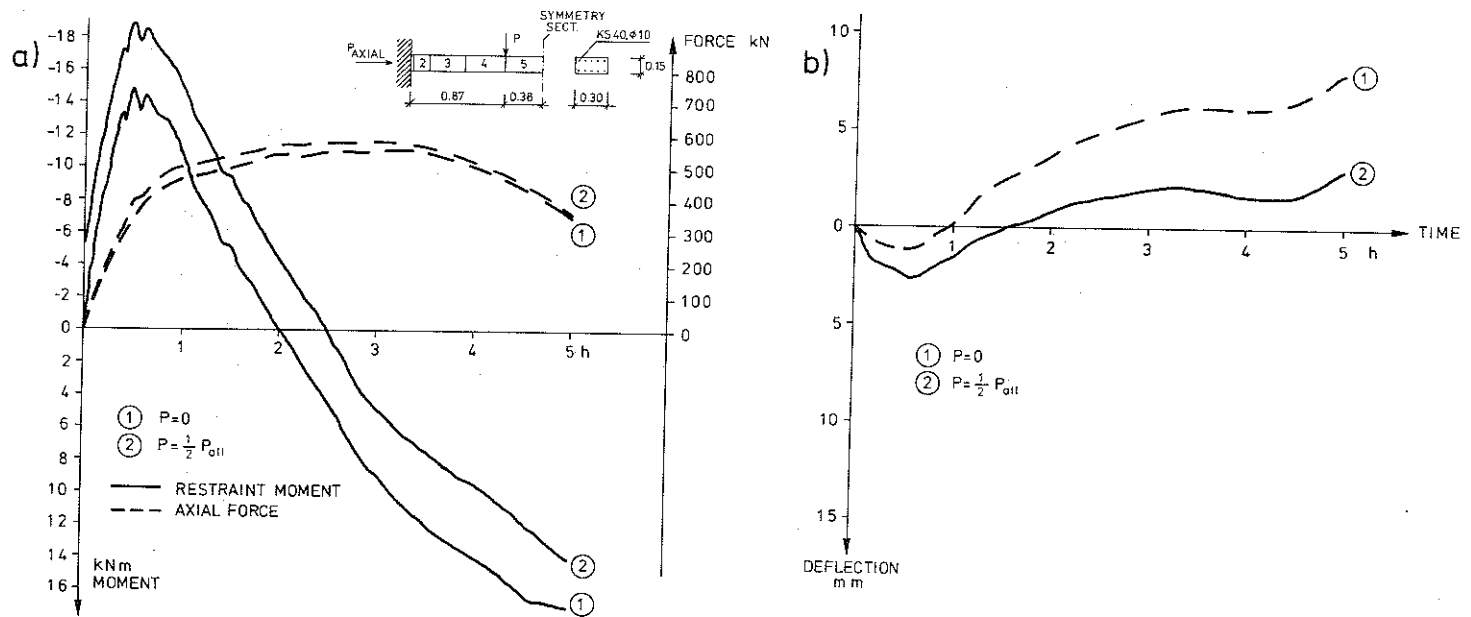 a)
-18
-16
-14
-12
-10
-8
-6
-4
-2
0
2
4
6
8
10
12
14
16
kNm
MOMENT
SYMMETRY
SECT.
P
KS 40, φ10
P AXIAL
2 3 4 5
0.15
0.87 0.38 0.30
FORCE kN
800
700
600
500
400
300
200
100
0
1 2 3 4 5 h
2
1
1 P=0
2 P=½ Pall
RESTRAINT MOMENT
AXIAL FORCE
2
1
b)
10
5
0
5
10
15
DEFLECTION
mm
1
2
1 2 3 4 5 TIME
h
1 P=0
2 P=½ Pall